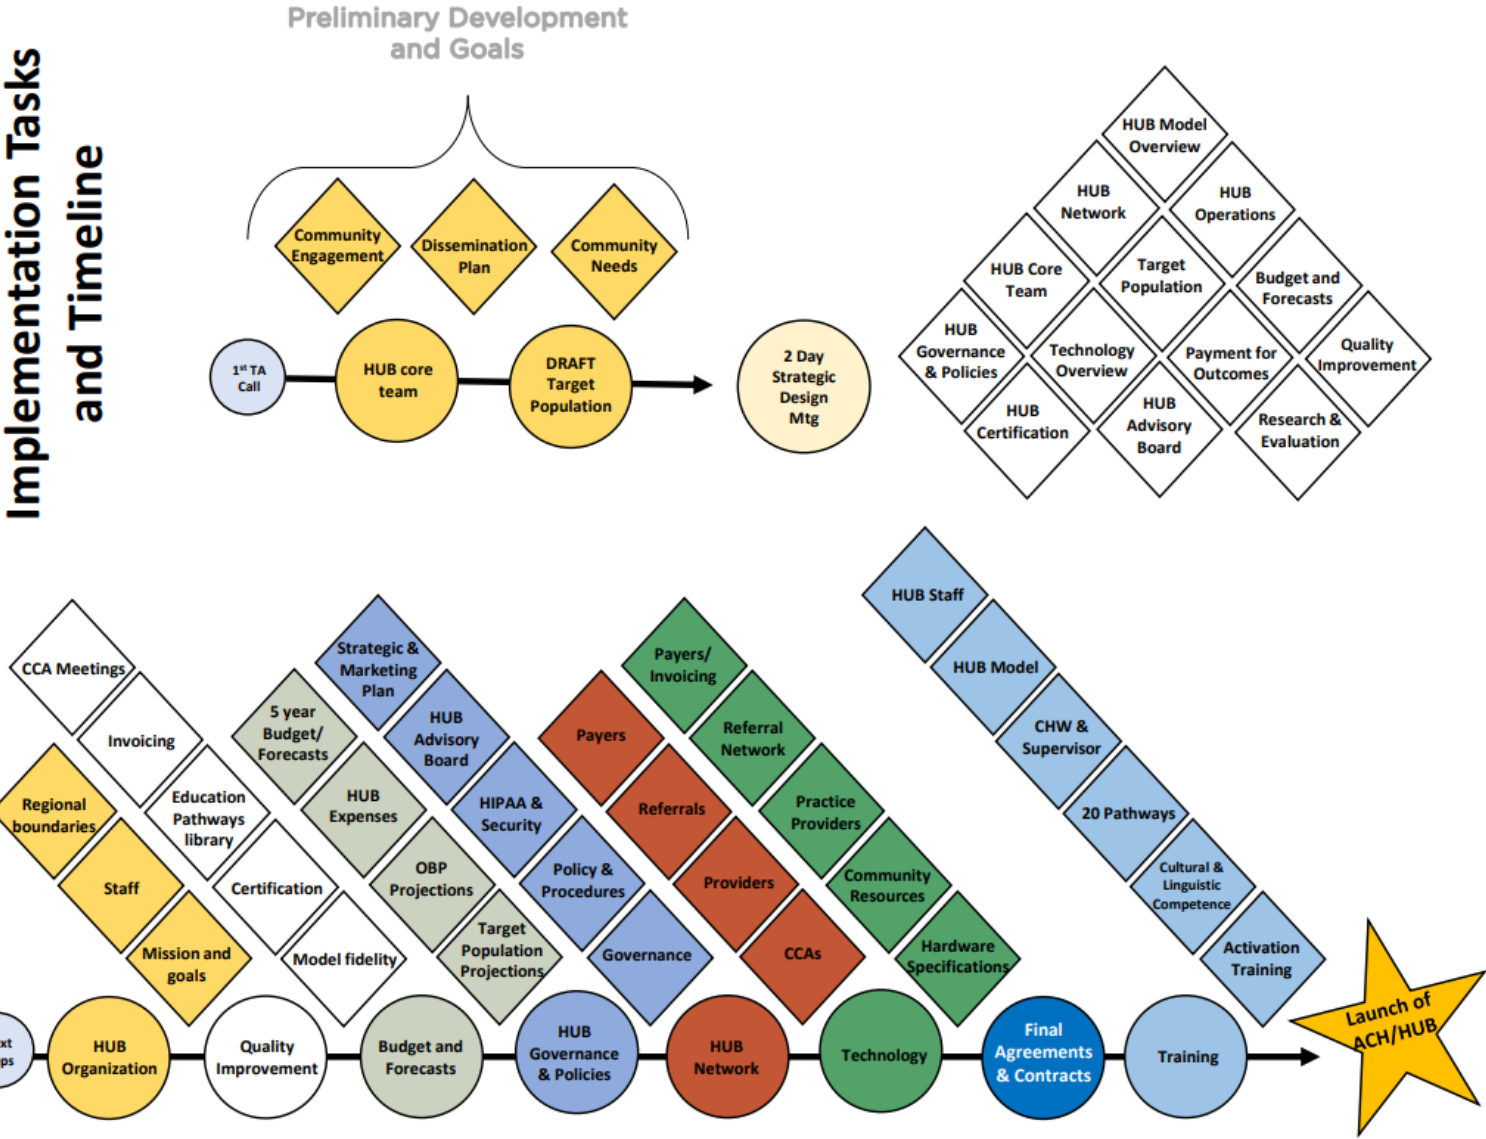 Implementation Tasks
and Timeline
Preliminary Development
and Goals
Community
Engagement
Dissemination
Plan
Community
Needs
1st TA
Call
HUB core
team
DRAFT
Target
Population
2 Day
Strategic
Design
Mtg
HUB Model
Overview
HUB
Network
HUB
Operations
HUB Core
Team
Target
Population
Budget and
Forecasts
HUB
Governance
& Policies
Technology
Overview
Payment for
Outcomes
Quality
Improvement
HUB
Certification
HUB
Advisory
Board
Research &
Evaluation
CCA Meetings
Invoicing
Education
Pathways
library
Certification
Model fidelity
Regional
boundaries
Staff
Mission and
goals
5 year
Budget/
Forecasts
HUB
Expenses
OBP
Projections
Target
Population
Projections
Strategic &
Marketing
Plan
HUB
Advisory
Board
HIPAA &
Security
Policy &
Procedures
Governance
Payers
Referrals
Providers
CCAs
Payers/
Invoicing
Referral
Network
Practice
Providers
Community
Resources
Hardware
Specifications
HUB Staff
HUB Model
CHW &
Supervisor
20 Pathways
Cultural &
Linguistic
Competence
Activation
Training
xt
ps
HUB
Organization
Quality
Improvement
Budget and
Forecasts
HUB
Governance
& Policies
HUB
Network
Technology
Final
Agreements
& Contracts
Training
Launch of
ACH/HUB